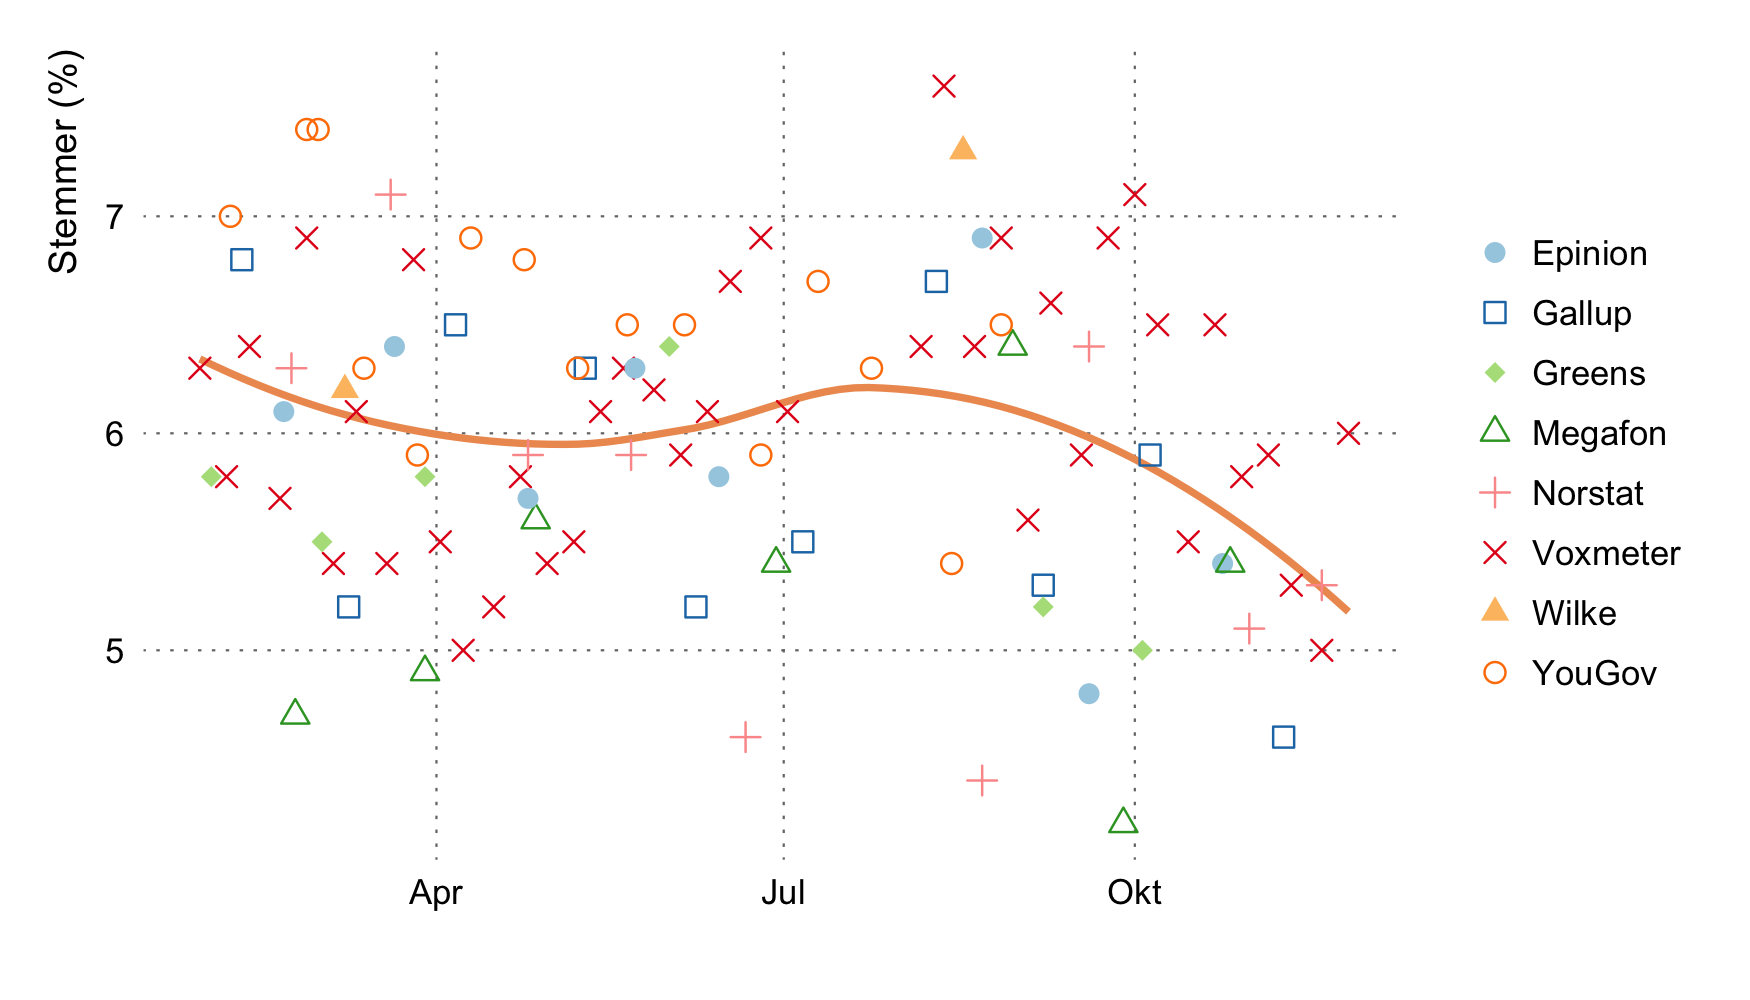 Stemmer (%)
7
6
5
Apr Jul Okt
Epinion
Gallup
Greens
Megafon
Norstat
Voxmeter
Wilke
YouGov